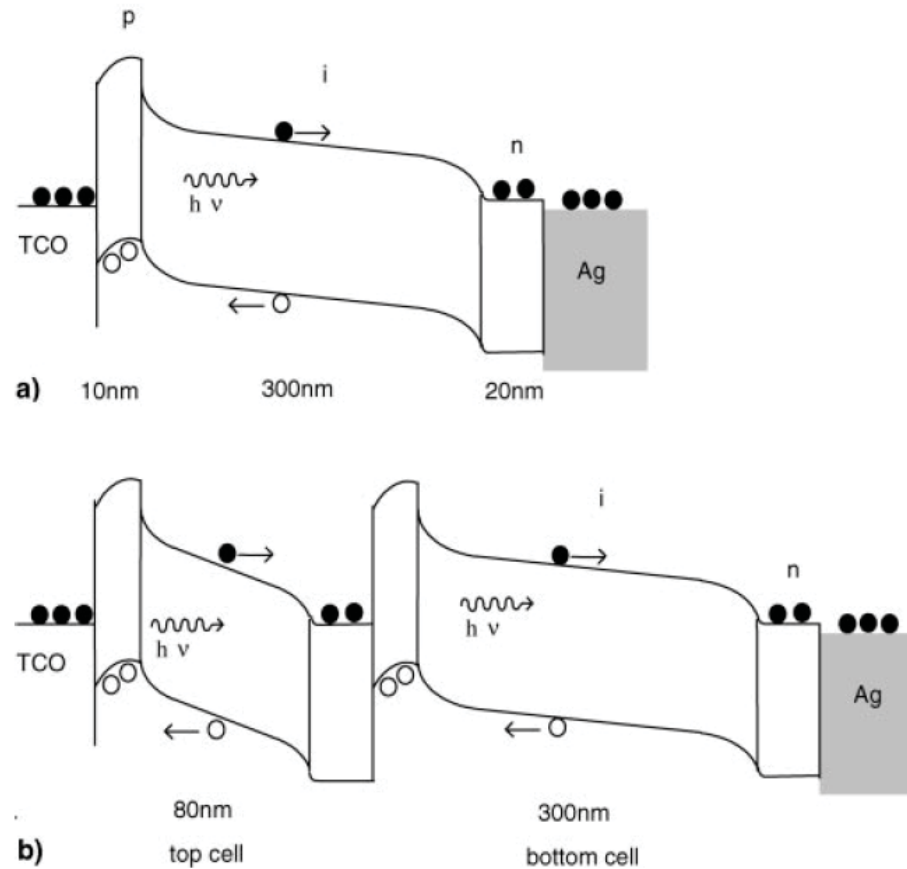 p
i
n
h ν
TCO
Ag
a) 10nm 300nm 20nm
i
n
h ν
h ν
TCO
Ag
80nm 300nm
b) top cell bottom cell